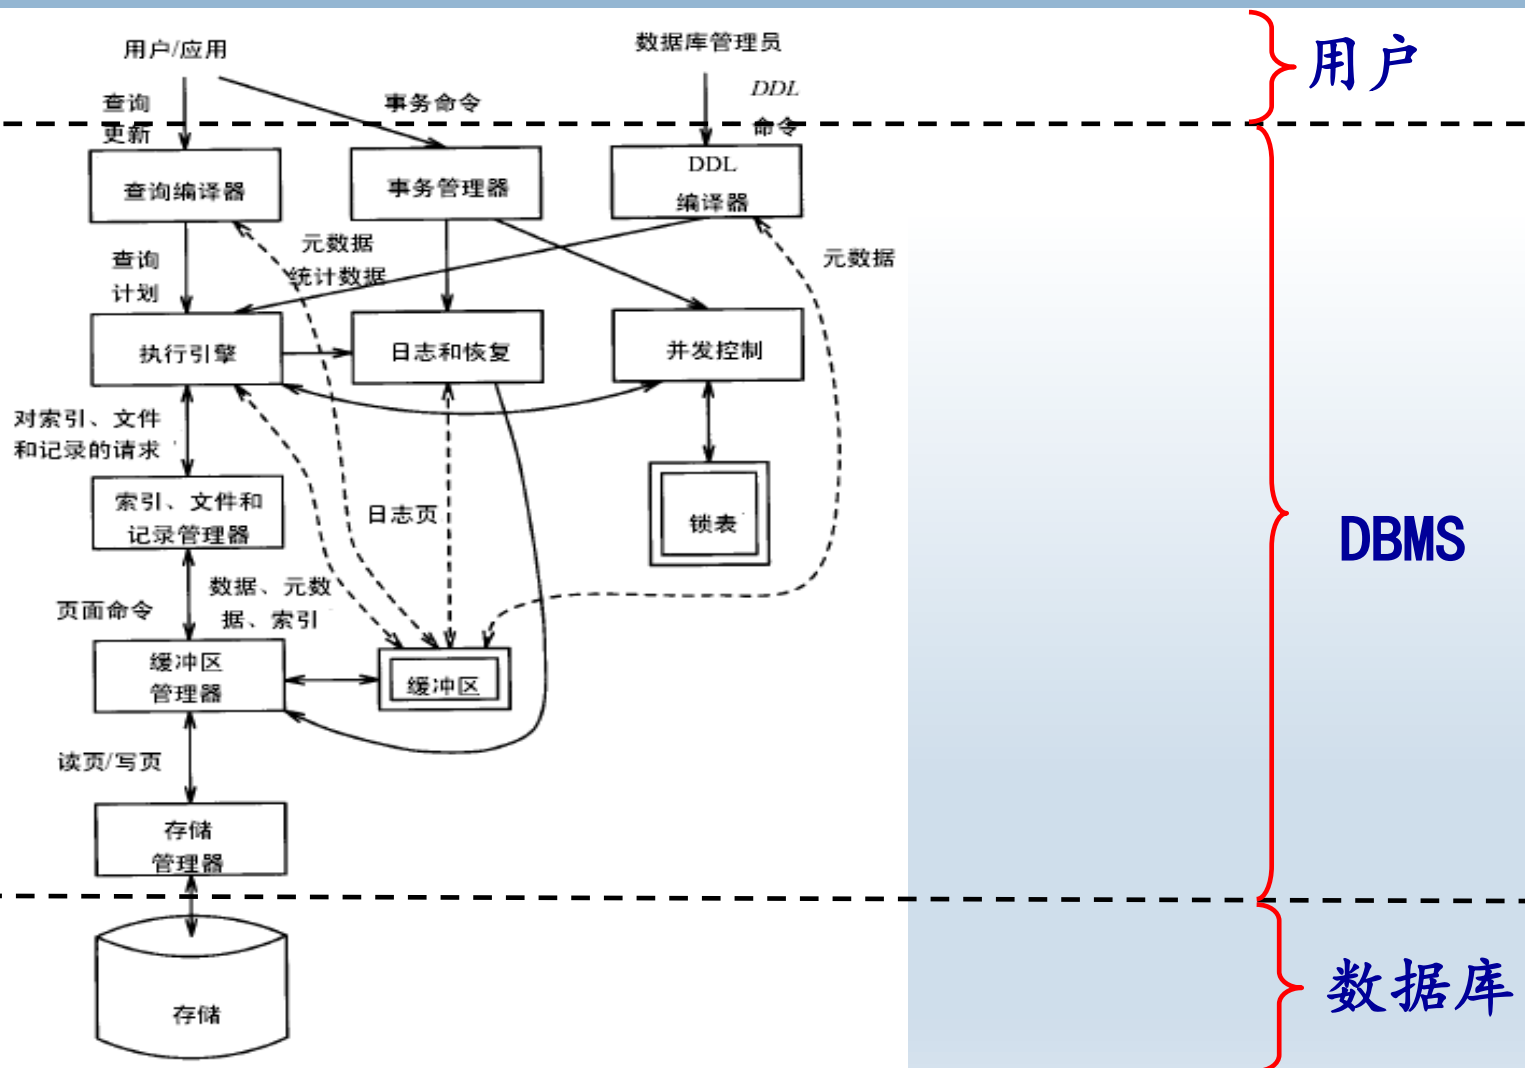 用户/应用
数据库管理员
用户
查询
更新
事务命令
DDL
命令
查询编译器
事务管理器
DDL
编译器
查询
计划
元数据
统计数据
元数据
执行引擎
日志和恢复
并发控制
对索引、文件
和记录的请求
索引、文件和
记录管理器
日志页
锁表
DBMS
页面命令
数据、元数
据、索引
缓冲区
管理器
缓冲区
读页/写页
存储
管理器
存储
数据库